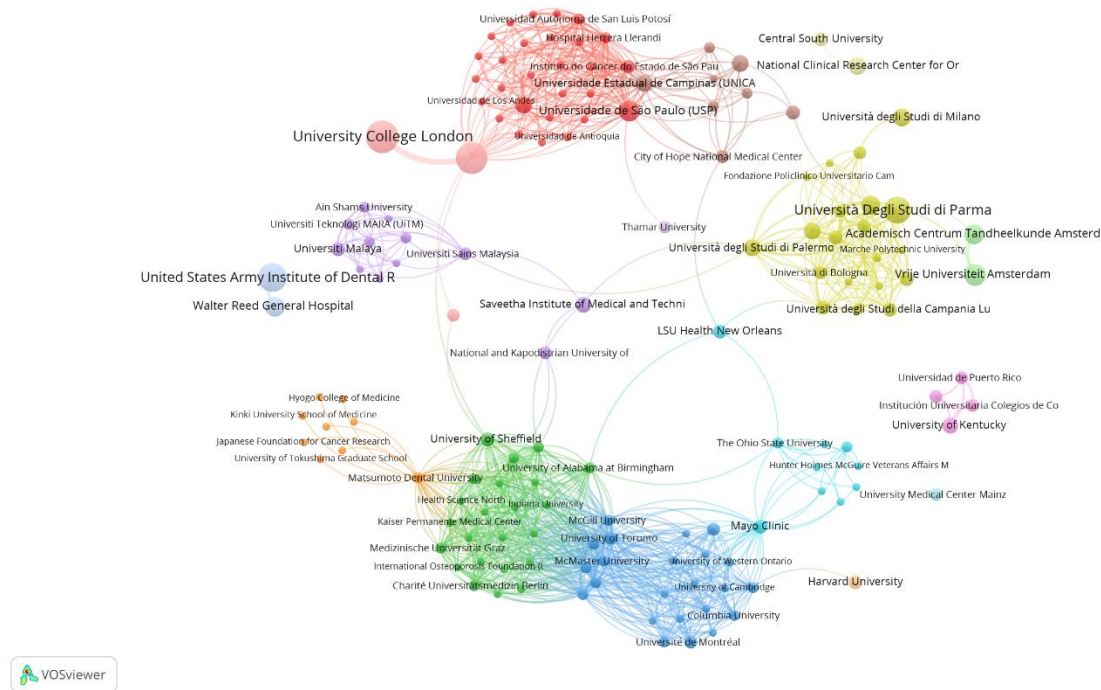 Universidad Autónoma de San Luis Potosí
Hospital Herrera Llerandi
Central South University
Instituto do Câncer do Estado de São Pau
National Clinical Research Center for Or
Universidade Estadual de Campinas (UNICA
Universidad de Los Andes
Universidade de São Paulo (USP)
Università degli Studi di Milano
University College London
Universidad de Antioquia
City of Hope National Medical Center
Fondazione Policlinico Universitario Cam
Ain Shams University
Università Degli Studi di Parma
Universiti Teknologi MARA (UiTM)
Thamar University
Academisch Centrum Tandheelkunde Amsterd
Universiti Malaya
Universiti Sains Malaysia
Università degli Studi di Palermo
Marche Polytechnic University
United States Army Institute of Dental R
Università di Bologna
Vrije Universiteit Amsterdam
Walter Reed General Hospital
Saveetha Institute of Medical and Techni
Università degli Studi della Campania Lu
LSU Health New Orleans
National and Kapodistrian University of
Universidad de Puerto Rico
Hyogo College of Medicine
Institución Universitaria Colegios de Co
Kinki University School of Medicine
University of Kentucky
Japanese Foundation for Cancer Research
University of Sheffield
The Ohio State University
University of Tokushima Graduate School
University of Alabama at Birmingham
Hunter Holmes McGuire Veterans Affairs M
Matsumoto Dental University
University Medical Center Mainz
Health Science North
Indiana University
Kaiser Permanente Medical Center
McGill University
Mayo Clinic
University of Toronto
Medizinische Universität Graz
McMaster University
University of Western Ontario
International Osteoporosis Foundation (I
Charité Universitätsmedizin Berlin
University of Cambridge
Harvard University
Columbia University
Université de Montréal
VOSviewer